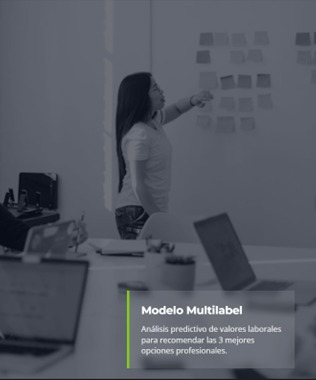 Modelo Multilabel
Análisis predictivo de valores laborales
para recomendar las 3 mejores
opciones profesionales.